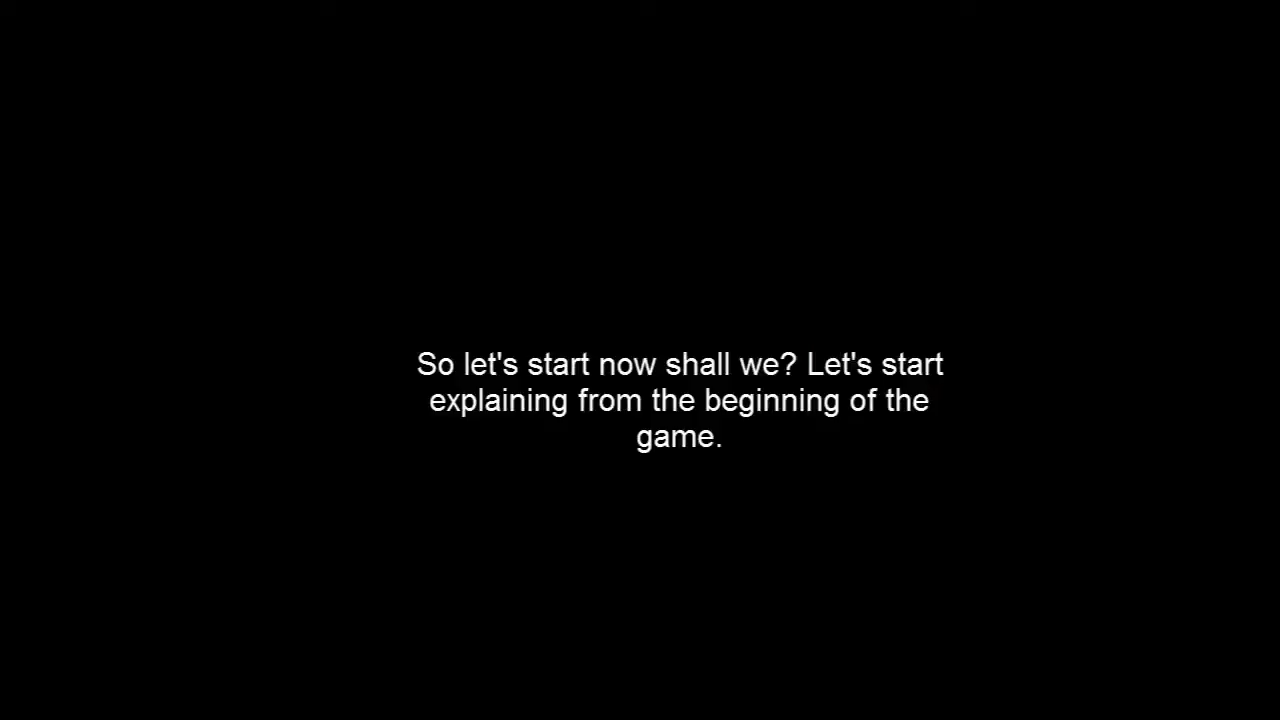 So let's start now shall we? Let's start
explaining from the beginning of the
game.